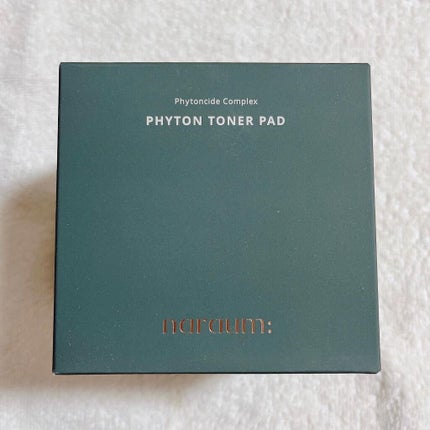 Phytoncide Complex
PHYTON TONER PAD
naraum: